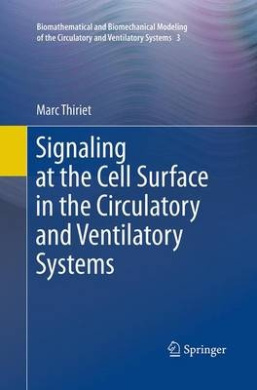 Biomathematical and Biomechanical Modeling
of the Circulatory and Ventilatory Systems 3
Marc Thiriet
Signaling
at the Cell Surface
in the Circulatory
and Ventilatory
Systems
Springer